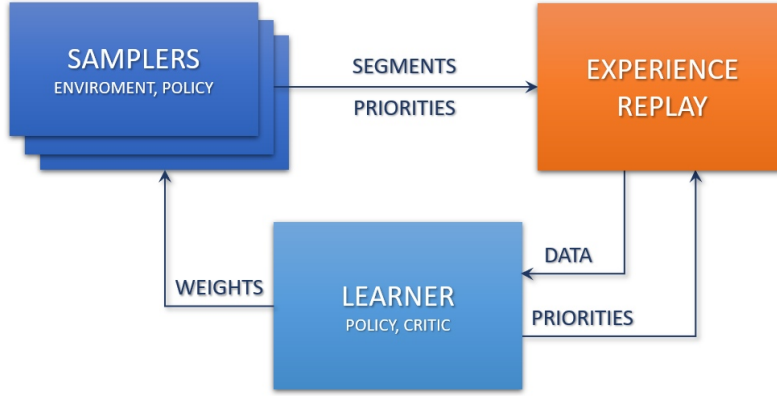 SAMPLERS
ENVIROMENT, POLICY
SEGMENTS
PRIORITIES
EXPERIENCE
REPLAY
WEIGHTS
LEARNER
POLICY, CRITIC
DATA
PRIORITIES